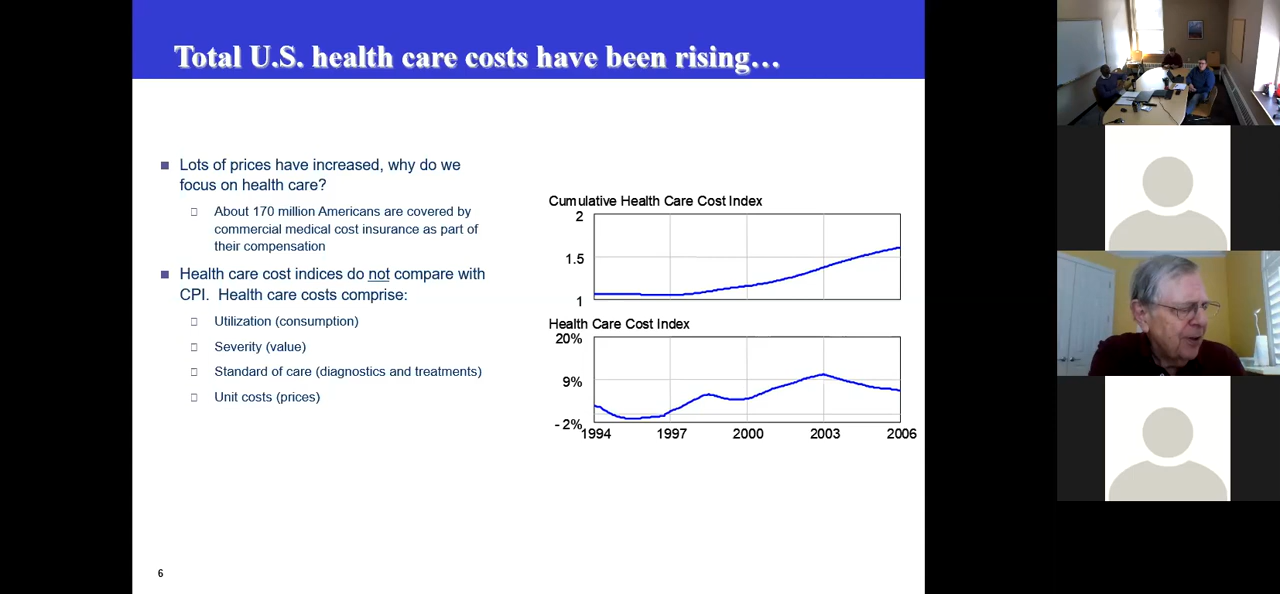 Total U.S. health care costs have been rising…
Lots of prices have increased, why do we
focus on health care?
About 170 million Americans are covered by
commercial medical cost insurance as part of
their compensation
Health care cost indices do not compare with
CPI. Health care costs comprise:
Utilization (consumption)
Severity (value)
Standard of care (diagnostics and treatments)
Unit costs (prices)
Cumulative Health Care Cost Index
2
1.5
1
Health Care Cost Index
20%
9%
-2%
1994 1997 2000 2003 2006
6